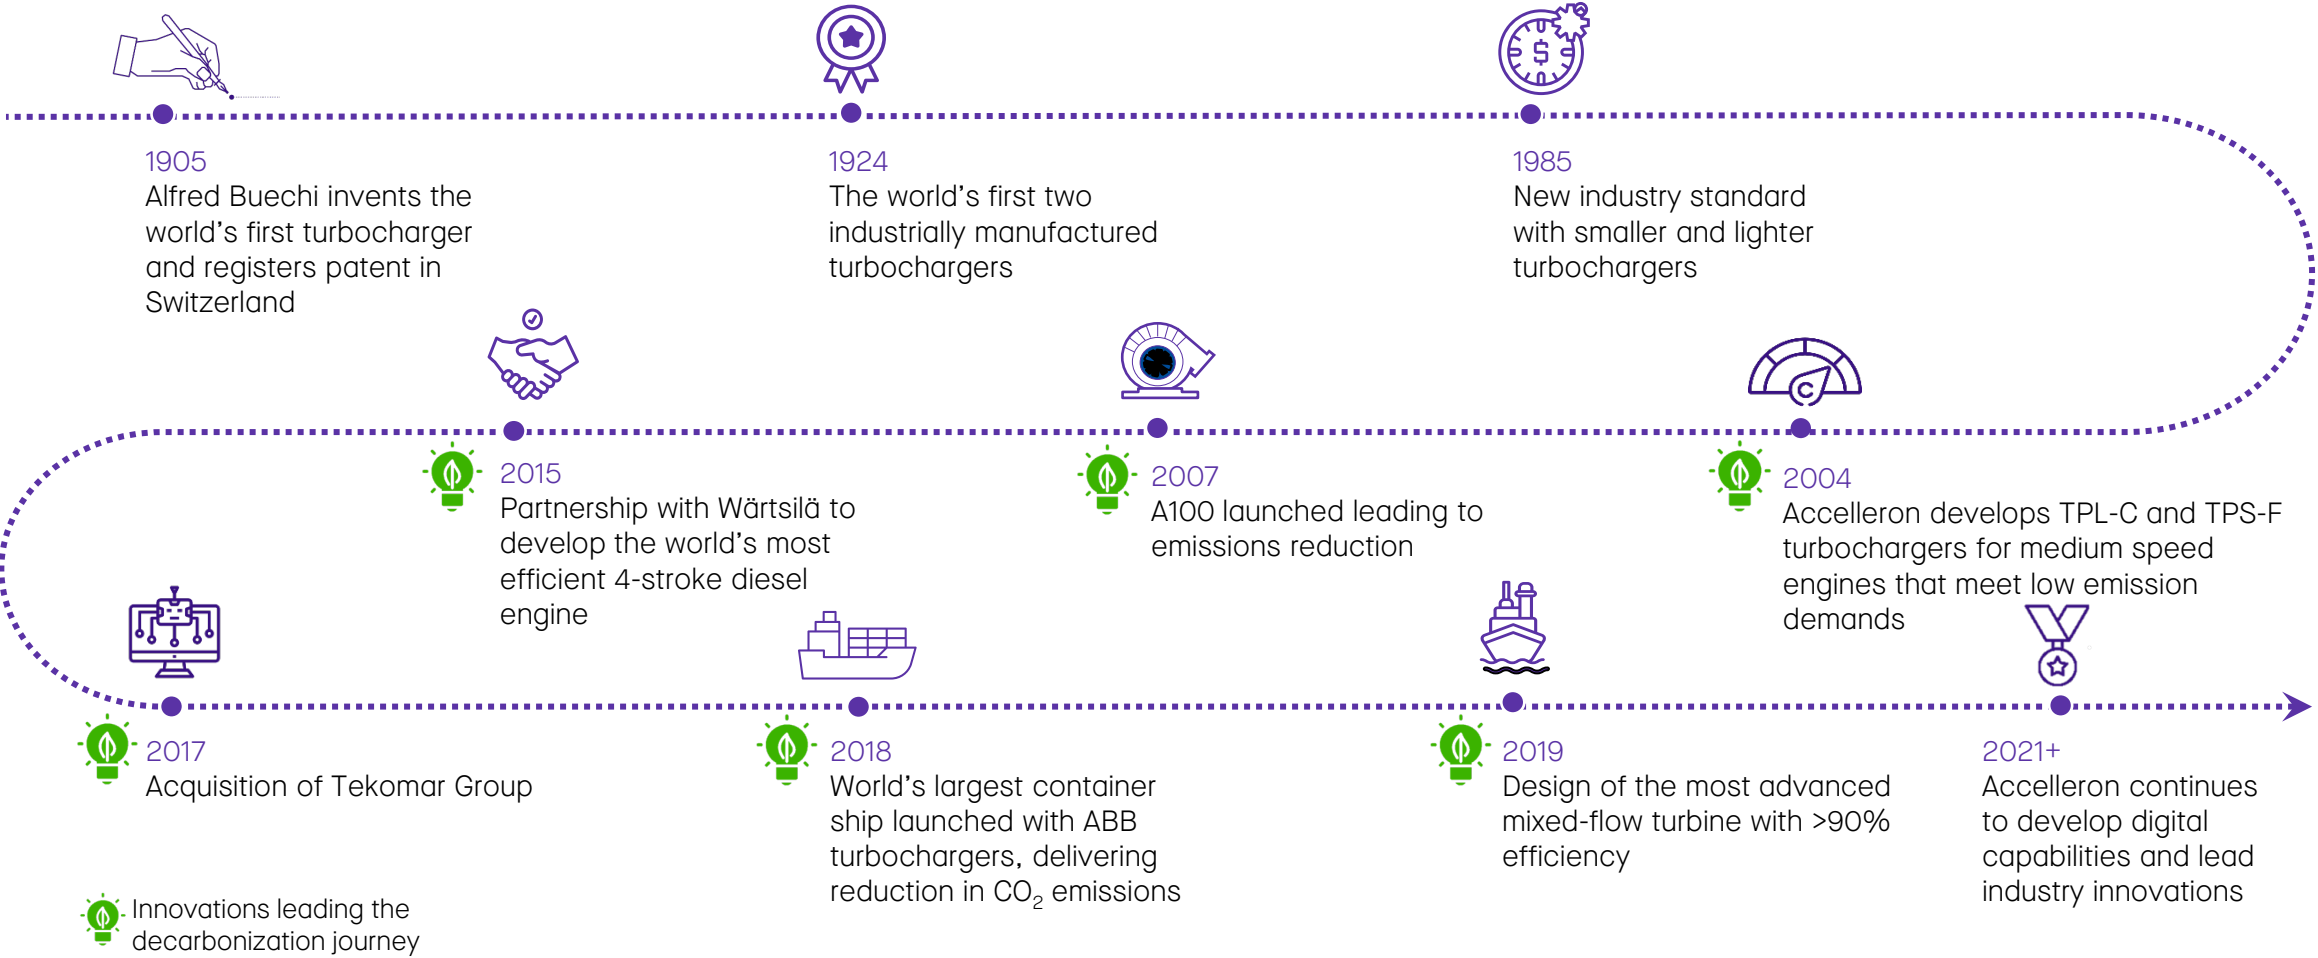 1905
Alfred Buechi invents the
world's first turbocharger
and registers patent in
Switzerland
1924
The world's first two
industrially manufactured
turbochargers
1985
New industry standard
with smaller and lighter
turbochargers
2004
Accelleron develops TPL-C and TPS-F
turbochargers for medium speed
engines that meet low emission
demands
2007
A100 launched leading to
emissions reduction
2015
Partnership with Wärtsilä to
develop the world's most
efficient 4-stroke diesel
engine
2017
Acquisition of Tekomar Group
2018
World's largest container
ship launched with ABB
turbochargers, delivering
reduction in CO₂ emissions
2019
Design of the most advanced
mixed-flow turbine with >90%
efficiency
2021+
Accelleron continues
to develop digital
capabilities and lead
industry innovations
Innovations leading the
decarbonization journey